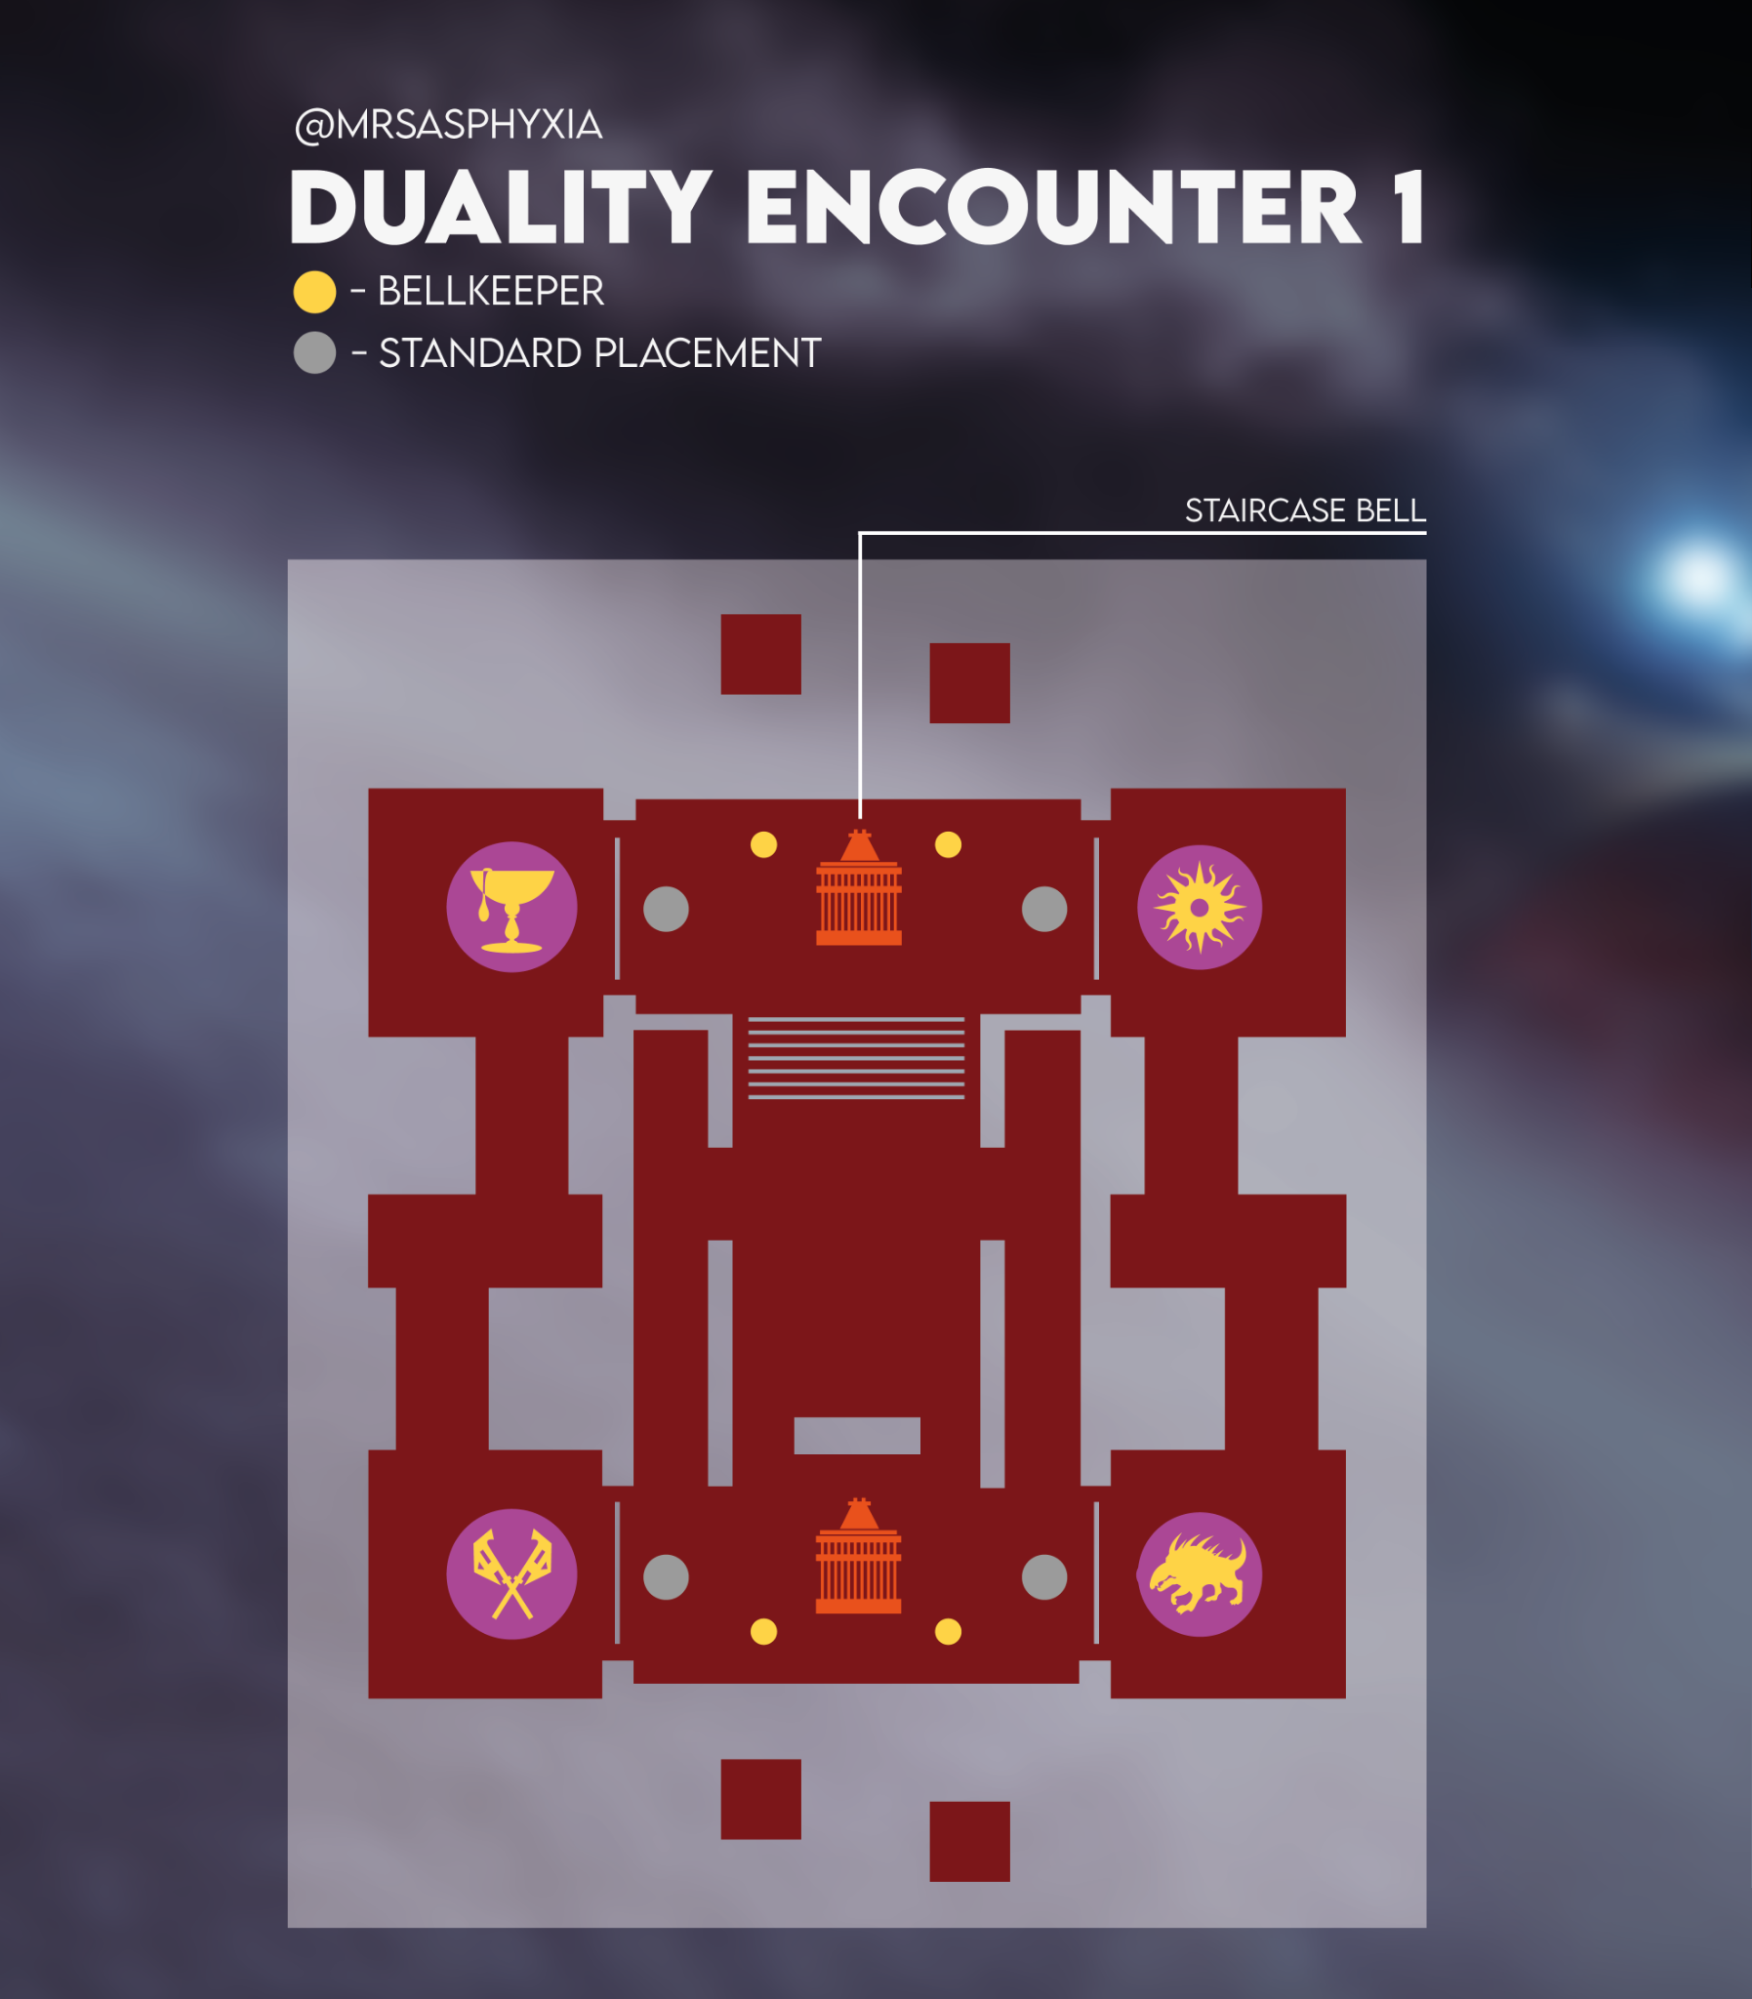 @MRSASPHYXIA
DUALITY ENCOUNTER 1
- BELLKEEPER
- STANDARD PLACEMENT
STAIRCASE BELL